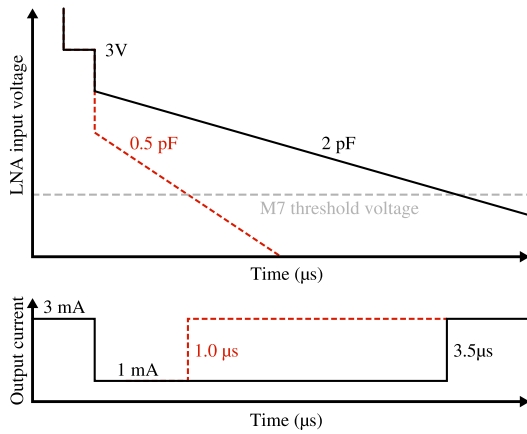 LNA input voltage
3V
0.5 pF
2 pF
M7 threshold voltage
Time (µs)
Output current
3 mA
1 mA
1.0 µs
3.5µs
Time (µs)